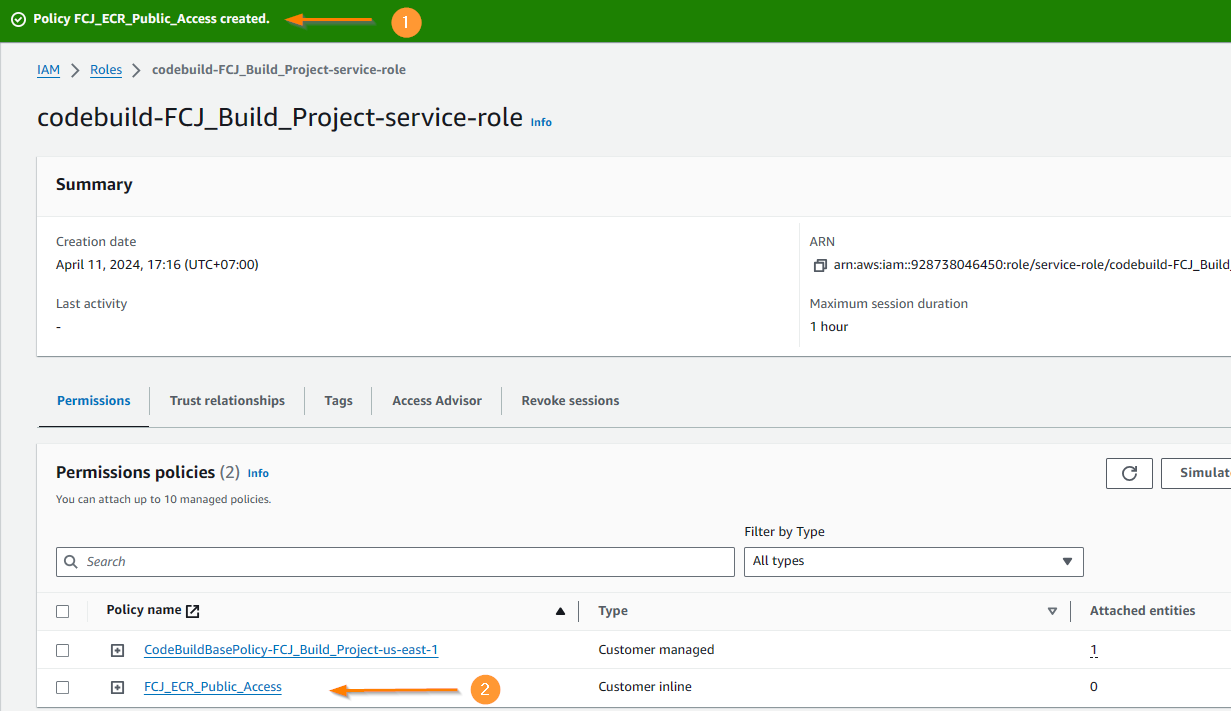 Policy FCJ_ECR_Public_Access created.
1
IAM > Roles > codebuild-FCJ_Build_Project-service-role
codebuild-FCJ_Build_Project-service-role Info
Summary
Creation date
April 11, 2024, 17:16 (UTC+07:00)
Last activity
-
ARN
arn:aws:iam::928738046450:role/service-role/codebuild-FCJ_Build_
Maximum session duration
1 hour
Permissions
Trust relationships
Tags
Access Advisor
Revoke sessions
Permissions policies (2) Info
You can attach up to 10 managed policies.
Simulat
Filter by Type
Search
All types
Policy name Type Attached entities
CodeBuildBasePolicy-FCJ_Build_Project-us-east-1 Customer managed 1
FCJ_ECR_Public_Access 2 Customer inline 0